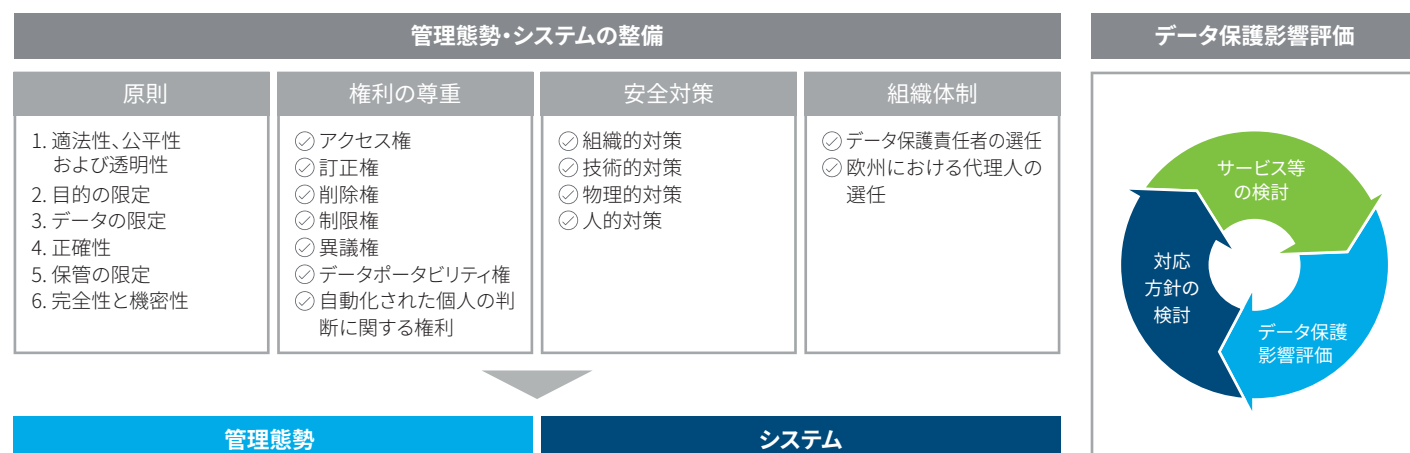 管理態勢・システムの整備
データ保護影響評価
原則
1. 適法性、公平性
および透明性
2. 目的の限定
3. データの限定
4. 正確性
5. 保管の限定
6. 完全性と機密性
権利の尊重
アクセス権
訂正権
削除権
制限権
異議権
データポータビリティ権
自動化された個人の判
断に関する権利
安全対策
組織的対策
技術的対策
物理的対策
人的対策
組織体制
データ保護責任者の選任
欧州における代理人の
選任
サービス等
の検討
データ保護
影響評価
対応
方針の
検討
管理態勢
システム